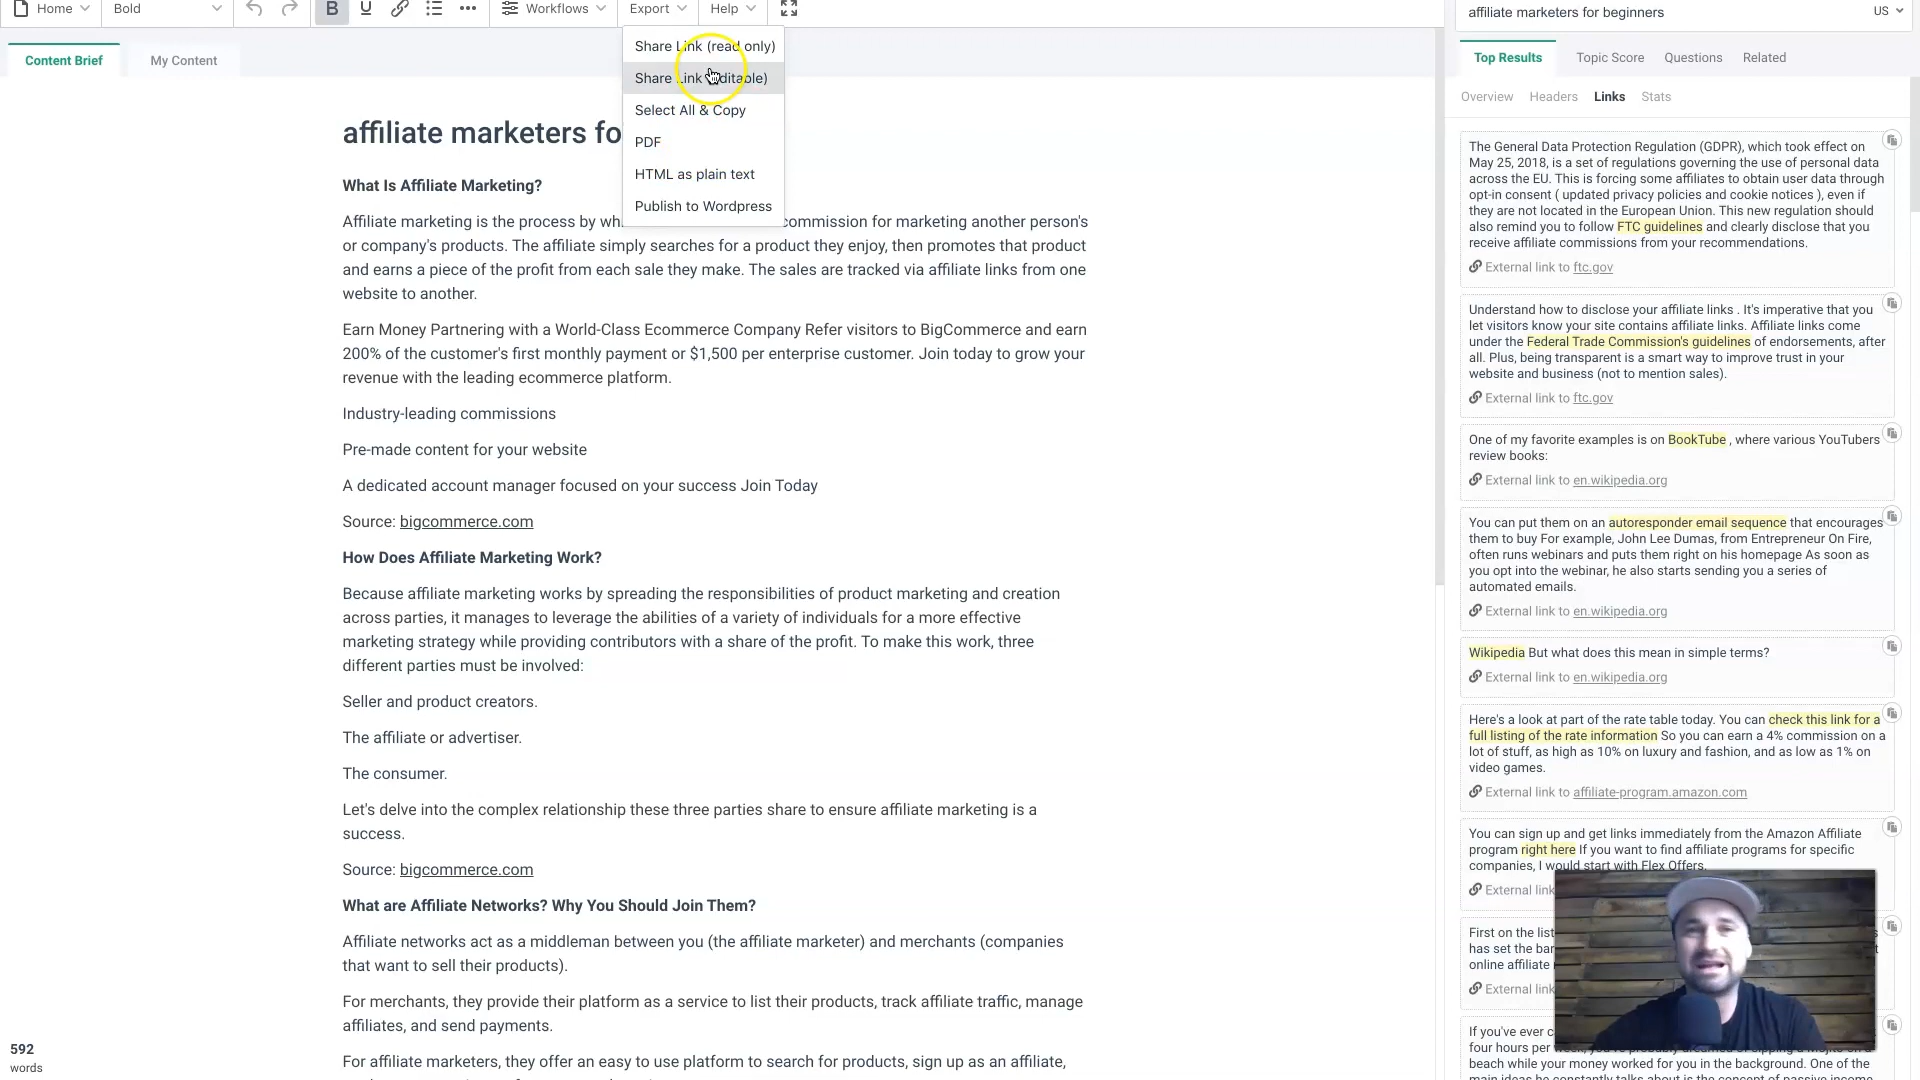 Home
Bold
B
U
Workflows
Export
Help
affiliate marketers for beginners
US
Content Brief
My Content
Share Link (read only)
Share Link (editable)
Select All & Copy
PDF
HTML as plain text
Publish to Wordpress
Top Results
Topic Score
Questions
Related
Overview
Headers
Links
Stats
affiliate marketers fo
What Is Affiliate Marketing?
Affiliate marketing is the process by commission for marketing another person's
or company's products. The affiliate simply searches for a product they enjoy, then promotes that product
and earns a piece of the profit from each sale they make. The sales are tracked via affiliate links from one
website to another.
Earn Money Partnering with a World-Class Ecommerce Company Refer visitors to BigCommerce and earn
200% of the customer's first monthly payment or $1,500 per enterprise customer. Join today to grow your
revenue with the leading ecommerce platform.
Industry-leading commissions
Pre-made content for your website
A dedicated account manager focused on your success Join Today
Source: bigcommerce.com
How Does Affiliate Marketing Work?
Because affiliate marketing works by spreading the responsibilities of product marketing and creation
across parties, it manages to leverage the abilities of a variety of individuals for a more effective
marketing strategy while providing contributors with a share of the profit. To make this work, three
different parties must be involved:
Seller and product creators.
The affiliate or advertiser.
The consumer.
Let's delve into the complex relationship these three parties share to ensure affiliate marketing is a
success.
Source: bigcommerce.com
What are Affiliate Networks? Why You Should Join Them?
Affiliate networks act as a middleman between you (the affiliate marketer) and merchants (companies
that want to sell their products).
For merchants, they provide their platform as a service to list their products, track affiliate traffic, manage
affiliates, and send payments.
For affiliate marketers, they offer an easy to use platform to search for products, sign up as an affiliate,
592
words
The General Data Protection Regulation (GDPR), which took effect on
May 25, 2018, is a set of regulations governing the use of personal data
across the EU. This is forcing some affiliates to obtain user data through
opt-in consent ( updated privacy policies and cookie notices ), even if
they are not located in the European Union. This new regulation should
also remind you to follow FTC guidelines and clearly disclose that you
receive affiliate commissions from your recommendations.
External link to ftc.gov
Understand how to disclose your affiliate links . It's imperative that you
let visitors know your site contains affiliate links. Affiliate links come
under the Federal Trade Commission's guidelines of endorsements, after
all. Plus, being transparent is a smart way to improve trust in your
website and business (not to mention sales).
External link to ftc.gov
One of my favorite examples is on BookTube , where various YouTubers
review books:
External link to en.wikipedia.org
You can put them on an autoresponder email sequence that encourages
them to buy For example, John Lee Dumas, from Entrepreneur On Fire,
often runs webinars and puts them right on his homepage As soon as
you opt into the webinar, he also starts sending you a series of
automated emails.
External link to en.wikipedia.org
Wikipedia But what does this mean in simple terms?
External link to en.wikipedia.org
Here's a look at part of the rate table today. You can check this link for a
full listing of the rate information So you can earn a 4% commission on a
lot of stuff, as high as 10% on luxury and fashion, and as low as 1% on
video games.
External link to affiliate-program.amazon.com
You can sign up and get links immediately from the Amazon Affiliate
program right here If you want to find affiliate programs for specific
companies, I would start with Flex Offers.
External link
First on the list
has set the bar
online affiliate
External link
If you've ever
four hours per
beach while your money worked for you in the background. One of the
main ideas he constantly talks about is the concept of passive income